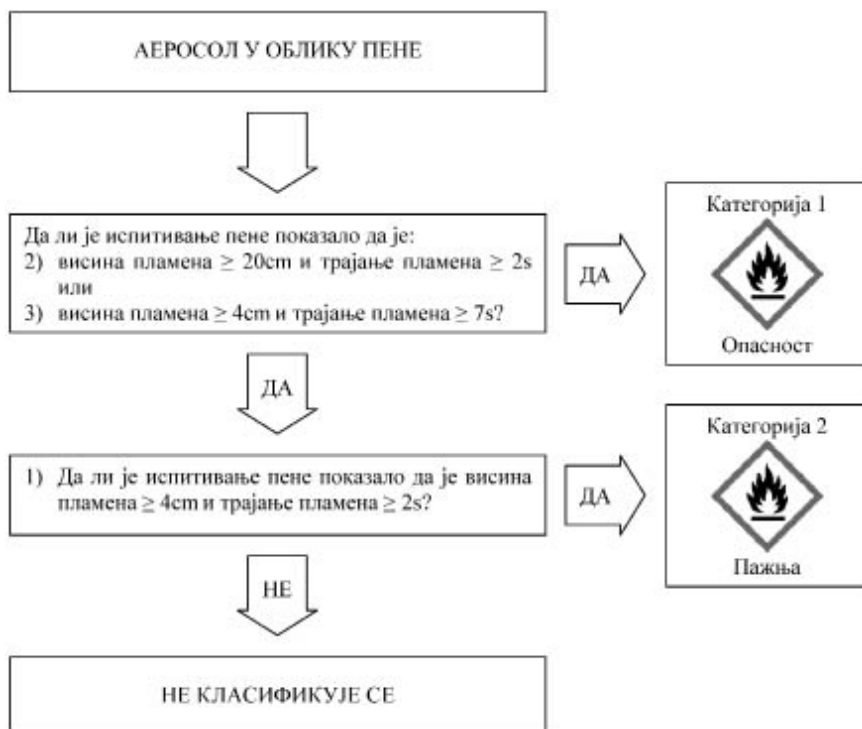 АЕРОСОЛ У ОБЛИКУ ПЕНЕ
Да ли је испитивање пене показало да је:
2) висина пламена ≥ 20cm и трајање пламена ≥ 2s
или
3) висина пламена ≥ 4cm и трајање пламена ≥ 7s?
ДА
Категорија 1
Опасност
ДА
1) Да ли је испитивање пене показало да је висина
пламена ≥ 4cm и трајање пламена ≥ 2s?
ДА
Категорија 2
Пажња
НЕ
НЕ КЛАСИФИКУЈЕ СЕ